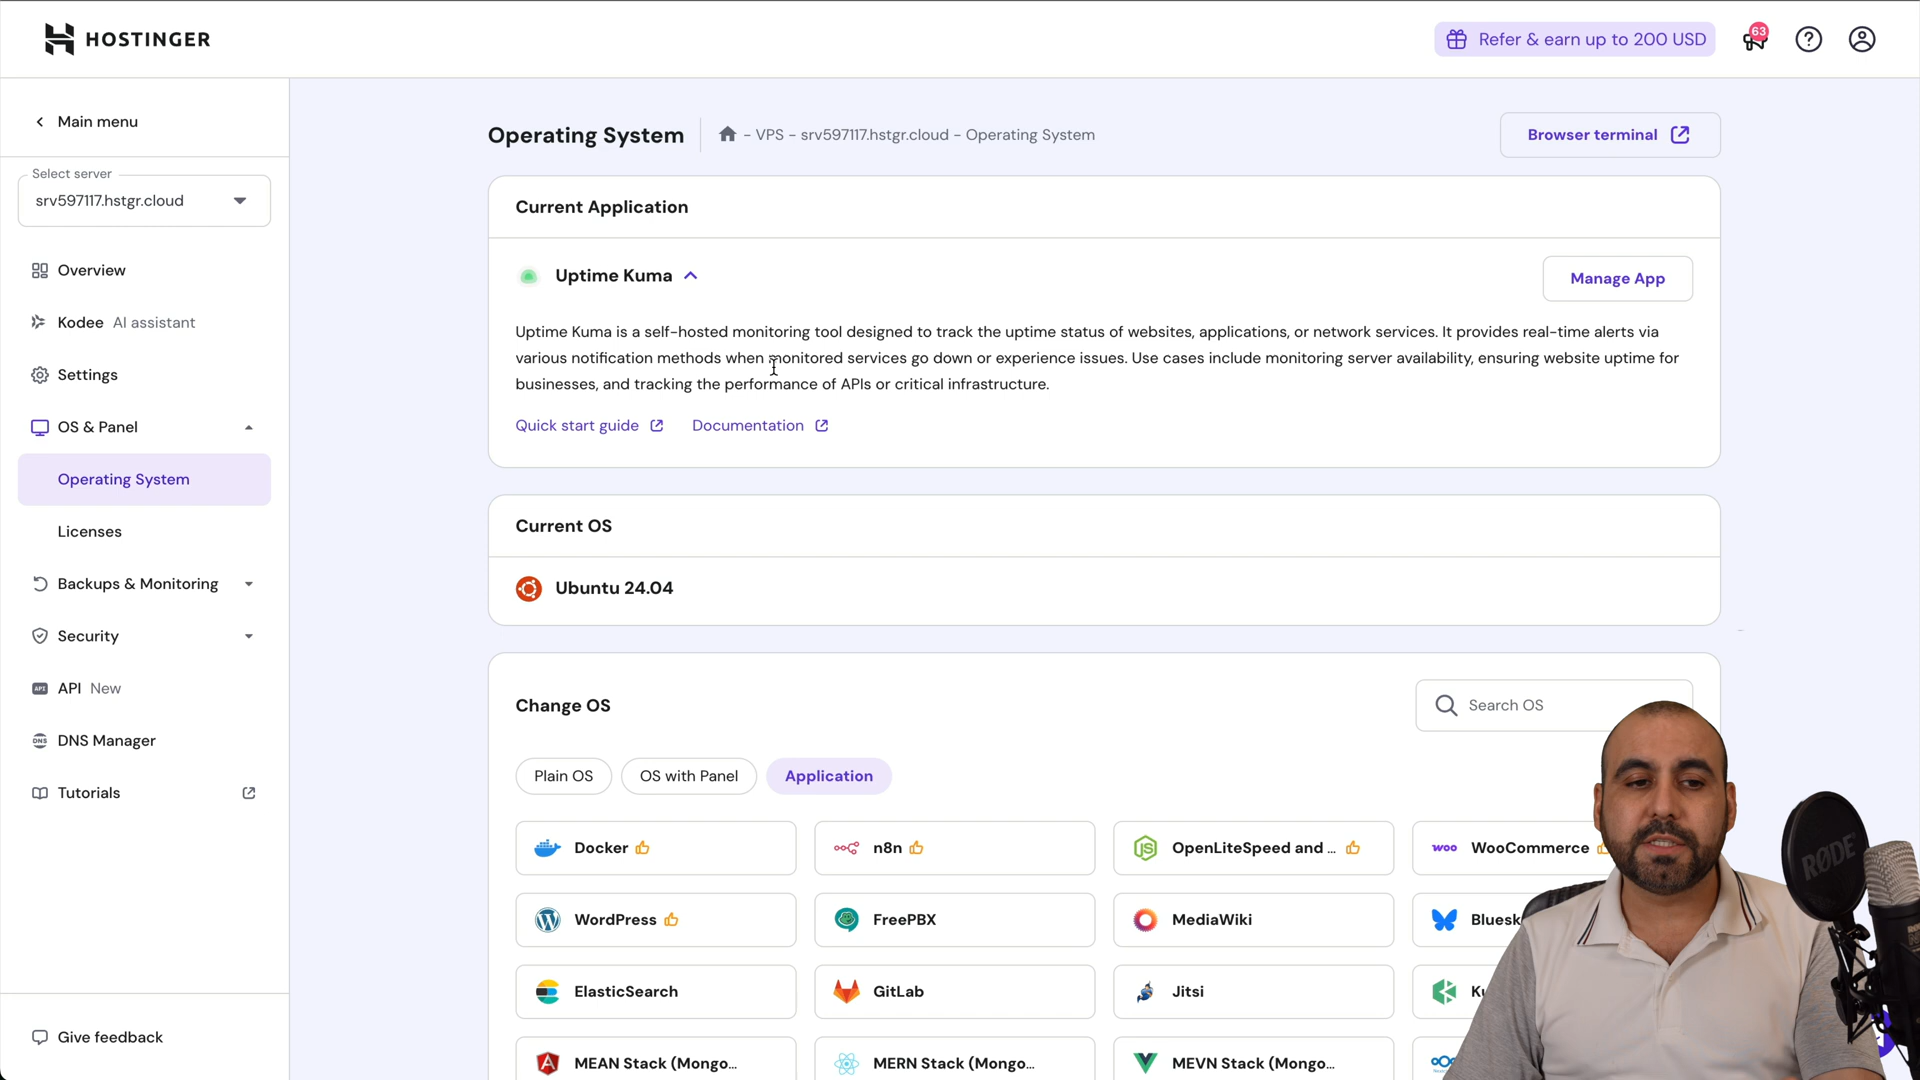 HOSTINGER
Refer & earn up to 200 USD
63
Main menu
Select server
srv597117.hstgr.cloud
Overview
Kodee AI assistant
Settings
OS & Panel
Operating System
Licenses
Backups & Monitoring
Security
API New
DNS Manager
Tutorials
Give feedback
Operating System
- VPS - srv597117.hstgr.cloud - Operating System
Browser terminal
Current Application
Uptime Kuma
Manage App
Uptime Kuma is a self-hosted monitoring tool designed to track the uptime status of websites, applications, or network services. It provides real-time alerts via
various notification methods when monitored services go down or experience issues. Use cases include monitoring server availability, ensuring website uptime for
businesses, and tracking the performance of APIs or critical infrastructure.
Quick start guide
Documentation
Current OS
Ubuntu 24.04
Change OS
Search OS
Plain OS
OS with Panel
Application
Docker
n8n
OpenLiteSpeed and ...
woo WooCommerce
WordPress
FreePBX
MediaWiki
Bluesk
ElasticSearch
GitLab
Jitsi
MEAN Stack (Mongo...
MERN Stack (Mongo...
MEVN Stack (Mongo...
RØDE